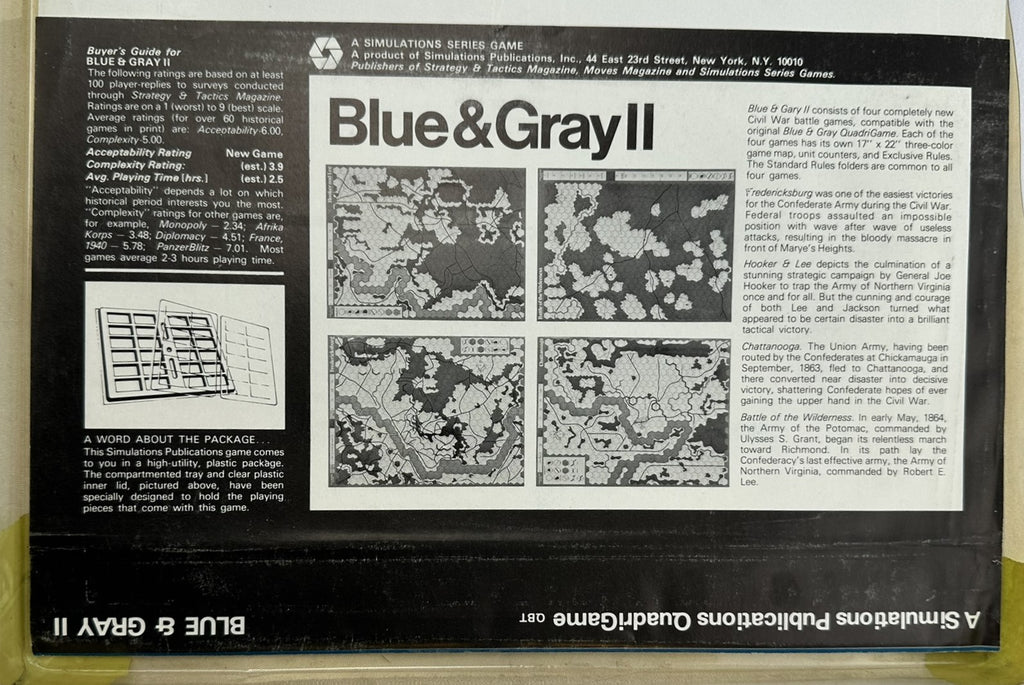 Buyer's Guide for
BLUE & GRAY II
The following ratings are based on at least
100 player-replies to surveys conducted
through Strategy & Tactics Magazine.
Ratings are on a 1 (worst) to 9 (best) scale.
Average ratings (for over 60 historical
games in print) are: Acceptability-6.00,
Complexity-5.00.
Acceptability Rating New Game
Complexity Rating: (est.) 3.9
Avg. Playing Time [hrs.] (est.) 2.5
"Acceptability" depends a lot on which
historical period interests you the most.
"Complexity" ratings for other games are,
for example, Monopoly — 2.34; Afrika
Korps — 3.48; Diplomacy — 4.51; France,
1940 — 5.78; PanzerBlitz — 7.01. Most
games average 2-3 hours playing time.
A WORD ABOUT THE PACKAGE...
This Simulations Publications game comes
to you in a high-utility, plastic package.
The compartmented tray and clear plastic
inner lid, pictured above, have been
specially designed to hold the playing
pieces that come with this game.
A SIMULATIONS SERIES GAME
A product of Simulations Publications, Inc., 44 East 23rd Street, New York, N.Y. 10010
Publishers of Strategy & Tactics Magazine, Moves Magazine and Simulations Series Games.
Blue&Gray II
Blue & Gary II consists of four completely new
Civil War battle games, compatible with the
original Blue & Gray QuadriGame. Each of the
four games has its own 17" x 22" three-color
game map, unit counters, and Exclusive Rules.
The Standard Rules folders are common to all
four games.
Fredericksburg was one of the easiest victories
for the Confederate Army during the Civil War.
Federal troops assaulted an impossible
position with wave after wave of useless
attacks, resulting in the bloody massacre in
front of Marye's Heights.
Hooker & Lee depicts the culmination of a
stunning strategic campaign by General Joe
Hooker to trap the Army of Northern Virginia
once and for all. But the cunning and courage
of both Lee and Jackson turned what
appeared to be certain disaster into a brilliant
tactical victory.
Chattanooga. The Union Army, having been
routed by the Confederates at Chickamauga in
September, 1863, fled to Chattanooga, and
there converted near disaster into decisive
victory, shattering Confederate hopes of ever
gaining the upper hand in the Civil War.
Battle of the Wilderness. In early May, 1864,
the Army of the Potomac, commanded by
Ulysses S. Grant, began its relentless march
toward Richmond. In its path lay the
Confederacy's last effective army, the Army of
Northern Virginia, commanded by Robert E.
Lee.
A Simulations Publications QuadriGame QBT
BLUE & GRAY II